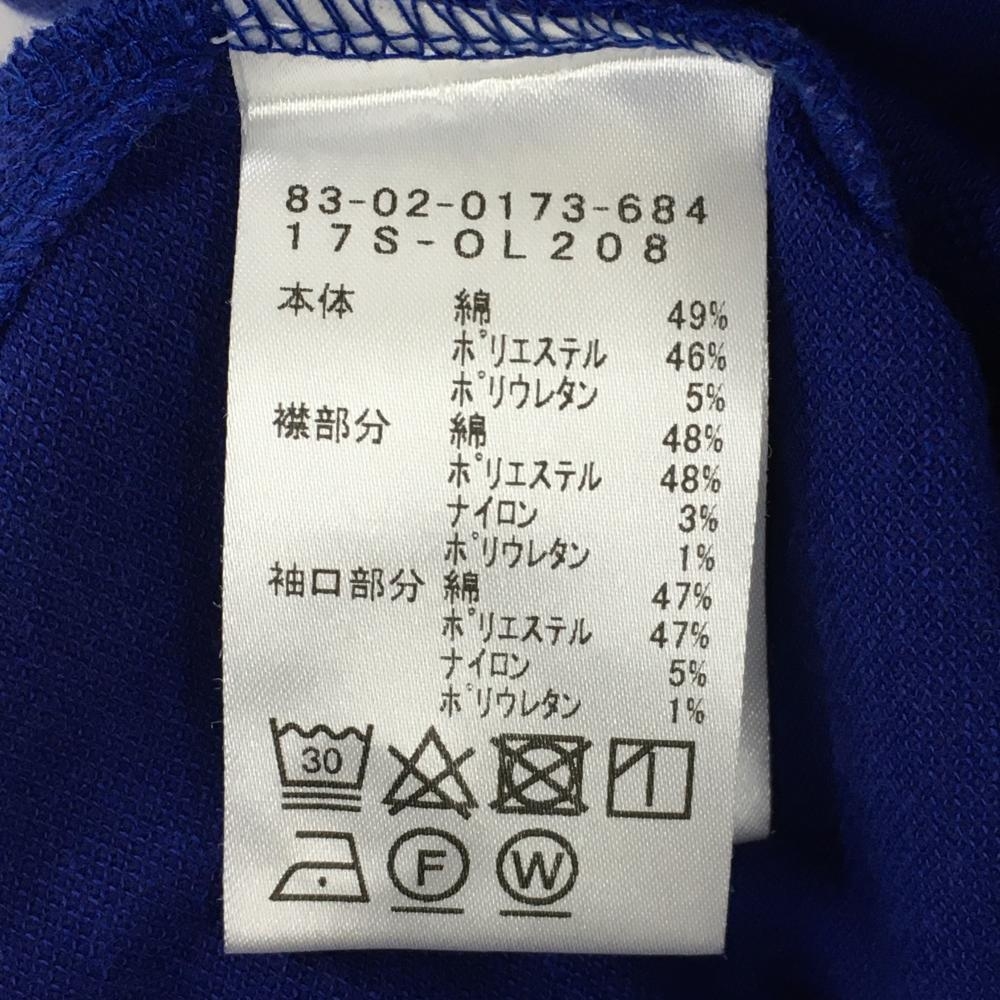 83-02-0173-684
17S-OL208
本体 綿 49%
ポリエステル 46%
ポリウレタン 5%
襟部分 綿 48%
ポリエステル 48%
ナイロン 3%
ポリウレタン 1%
袖口部分 綿 47%
ポリエステル 47%
ナイロン 5%
ポリウレタン 1%
30
F W